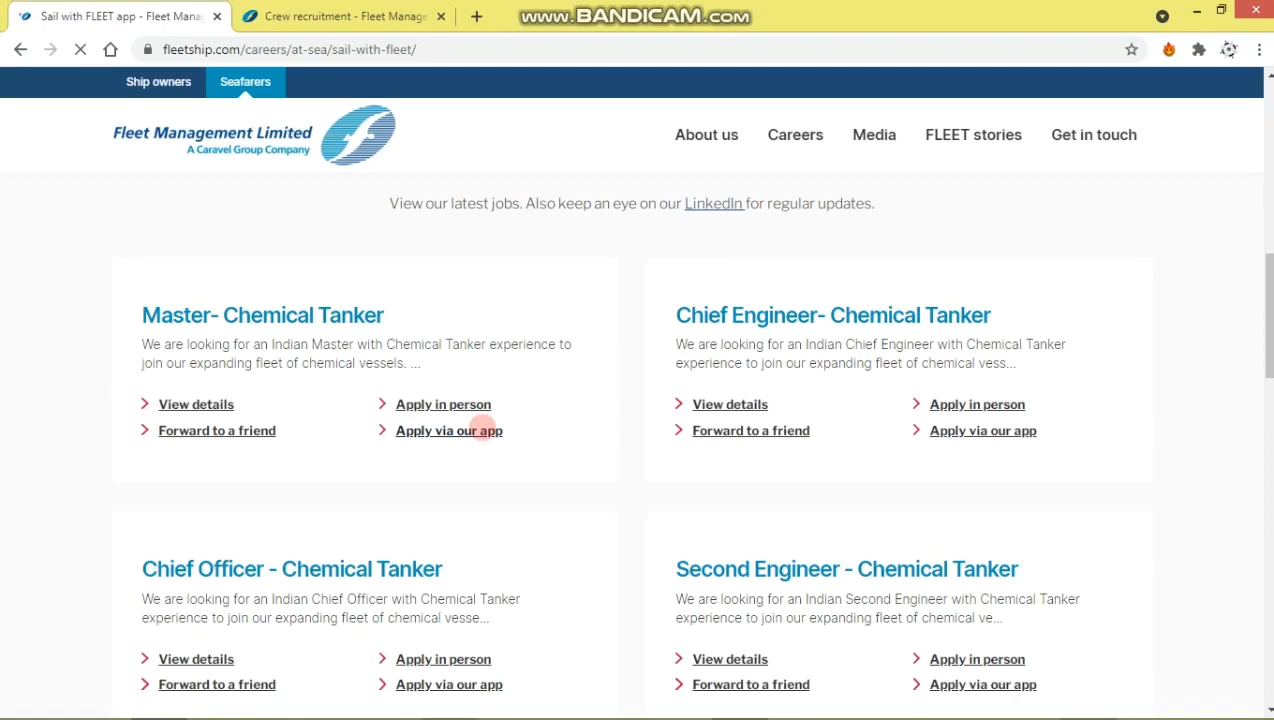 Sail with FLEET app - Fleet Mana
Crew recruitment - Fleet Manage
www.BANDICAM.com
fleetship.com/careers/at-sea/sail-with-fleet/
Ship owners
Seafarers
Fleet Management Limited
A Caravel Group Company
About us
Careers
Media
FLEET stories
Get in touch
View our latest jobs. Also keep an eye on our LinkedIn for regular updates.
Master- Chemical Tanker
We are looking for an Indian Master with Chemical Tanker experience to
join our expanding fleet of chemical vessels. ...
View details
Apply in person
Forward to a friend
Apply via our app
Chief Engineer- Chemical Tanker
We are looking for an Indian Chief Engineer with Chemical Tanker
experience to join our expanding fleet of chemical vess...
View details
Apply in person
Forward to a friend
Apply via our app
Chief Officer - Chemical Tanker
We are looking for an Indian Chief Officer with Chemical Tanker
experience to join our expanding fleet of chemical vesse...
View details
Apply in person
Forward to a friend
Apply via our app
Second Engineer - Chemical Tanker
We are looking for an Indian Second Engineer with Chemical Tanker
experience to join our expanding fleet of chemical ve...
View details
Apply in person
Forward to a friend
Apply via our app